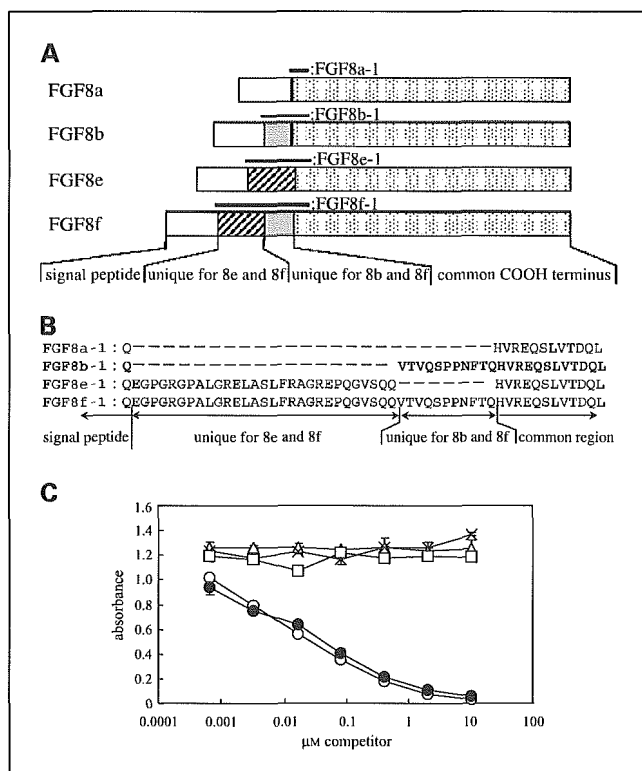 A
FGF8a
:FGF8a-1
FGF8b
:FGF8b-1
FGF8e
:FGF8e-1
FGF8f
:FGF8f-1
signal peptide unique for 8e and 8f unique for 8b and 8f common COOH terminus
B
FGF8a-1 : Q------------------------------------HVREQSLVTDQL
FGF8b-1 : Q--------------------------VTVQSPPNFTQHVREQSLVTDQL
FGF8e-1 : QEGPGRGPALGRELASLFRAGREPQGVSQQ-------HVREQSLVTDQL
FGF8f-1 : QEGPGRGPALGRELASLFRAGREPQGVSQQVTVQSPPNFTQHVREQSLVTDQL
signal peptide unique for 8e and 8f unique for 8b and 8f common region
C
absorbance
1.6
1.4
1.2
1.0
0.8
0.6
0.4
0.2
0
0.0001 0.001 0.01 0.1 1 10 100
μM competitor